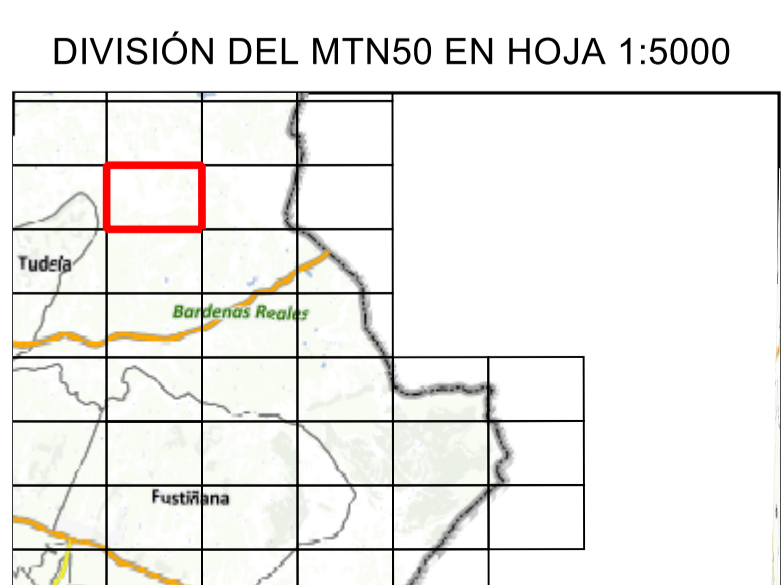 DIVISIÓN DEL MTN50 EN HOJA 1:5000
Tudela
Bardenas Reales
Fustiñana